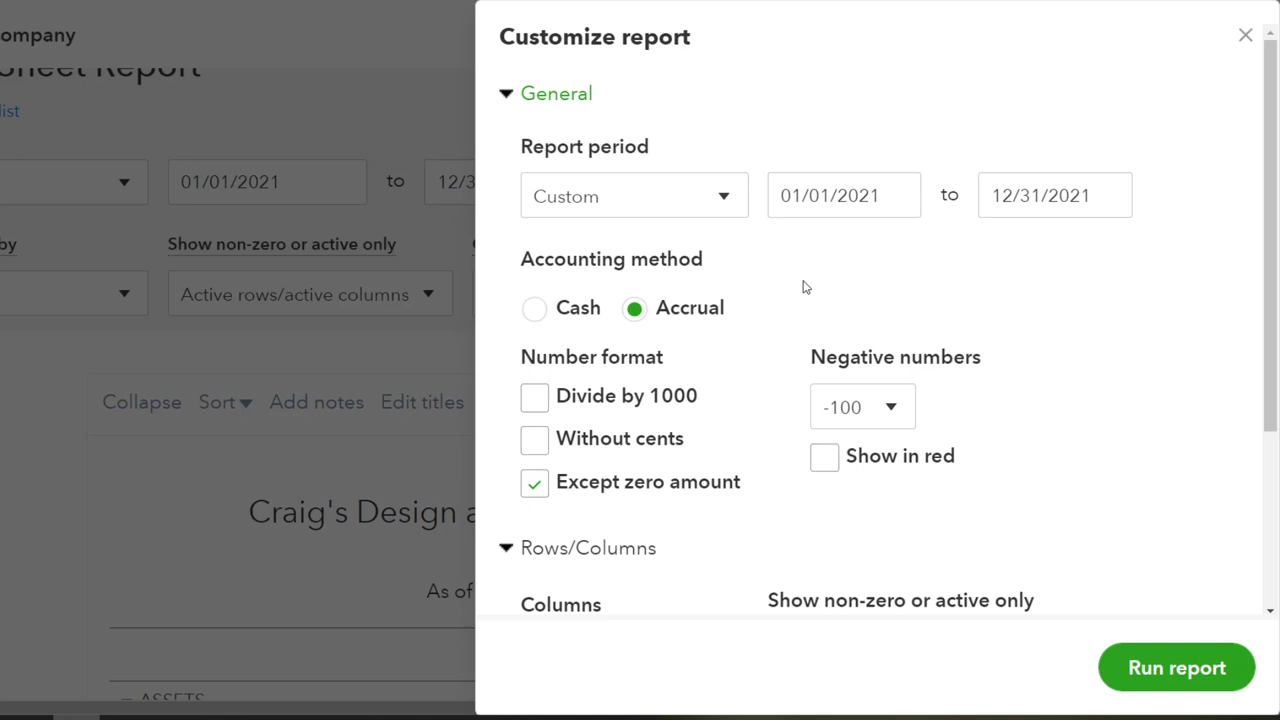 ompany
Sheet Report
list
01/01/2021 to 12/3
by Show non-zero or active only
Active rows/active columns
Collapse Sort Add notes Edit titles
Craig's Design a
As of
ASSETS
Customize report
General
Report period
Custom 01/01/2021 to 12/31/2021
Accounting method
Cash Accrual
Number format Negative numbers
Divide by 1000 -100
Without cents Show in red
Except zero amount
Rows/Columns
Columns Show non-zero or active only
Run report